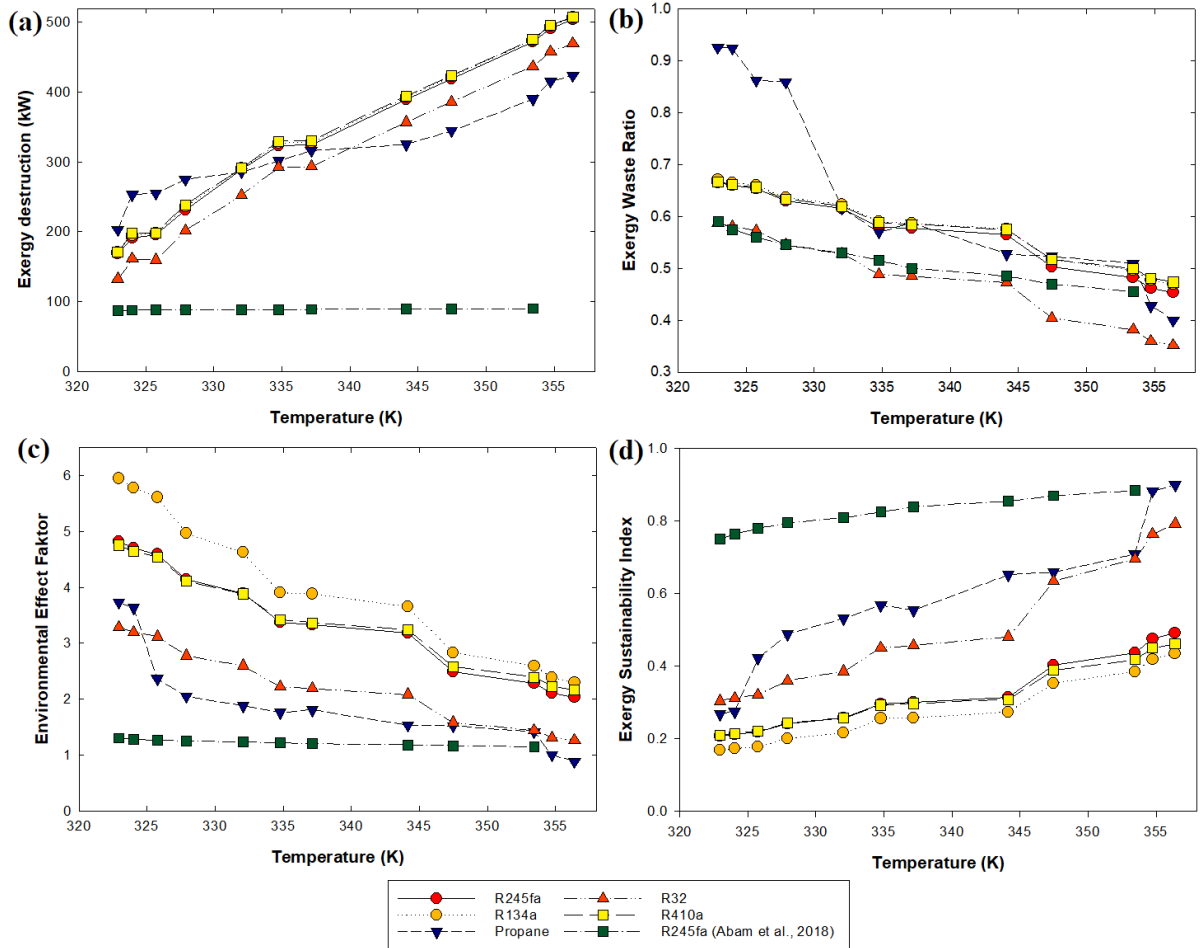 (a)
500
400
300
200
100
0
Exergy destruction (kW)
320 325 330 335 340 345 350 355
Temperature (K)
(b)
1.0
0.9
0.8
0.7
0.6
0.5
0.4
0.3
Exergy Waste Ratio
320 325 330 335 340 345 350 355
Temperature (K)
(c)
6
5
4
3
2
1
0
Environmental Effect Faktor
320 325 330 335 340 345 350 355
Temperature (K)
(d)
1.0
0.8
0.6
0.4
0.2
0.0
Exergy Sustainability Index
320 325 330 335 340 345 350 355
Temperature (K)
R245fa R32
R134a R410a
Propane R245fa (Abam et al., 2018)